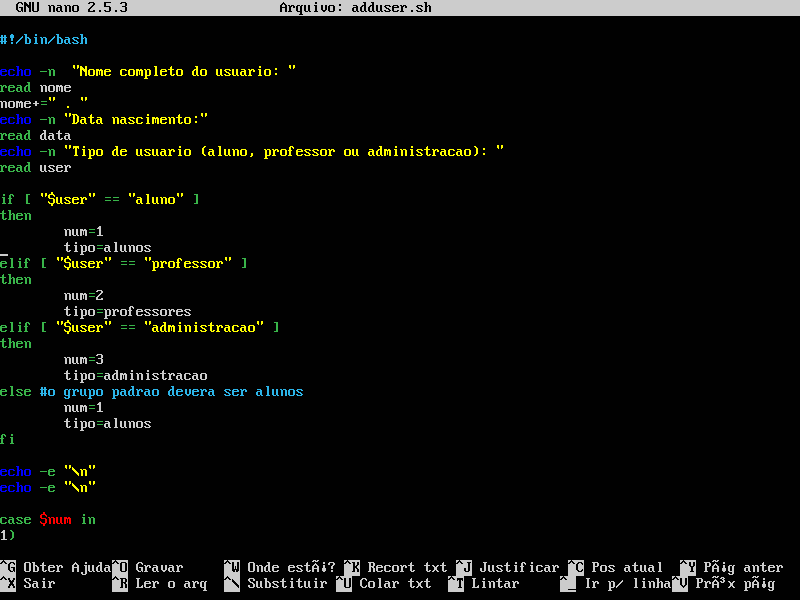 GNU nano 2.5.3 Arquivo: adduser.sh
#!/bin/bash
echo -n  "Nome completo do usuario: "
read nome
nome+=" . "
echo -n "Data nascimento:"
read data
echo -n "Tipo de usuario (aluno, professor ou administracao): "
read user
if [ "$user" == "aluno" ]
then
num=1
tipo=alunos
elif [ "$user" == "professor" ]
then
num=2
tipo=professores
elif [ "$user" == "administracao" ]
then
num=3
tipo=administracao
else #o grupo padrao devera ser alunos
num=1
tipo=alunos
fi
echo -e "\n"
echo -e "\n"
case $num in
1)
^G Obter Ajuda ^O Gravar ^W Onde estÃ¡? ^K Recort txt ^J Justificar ^C Pos atual ^Y PÃ¡g anter
^X Sair ^R Ler o arq ^\ Substituir ^U Colar txt ^T Lintar ^_ Ir p/ linha ^V PrÃ³x pÃ¡g